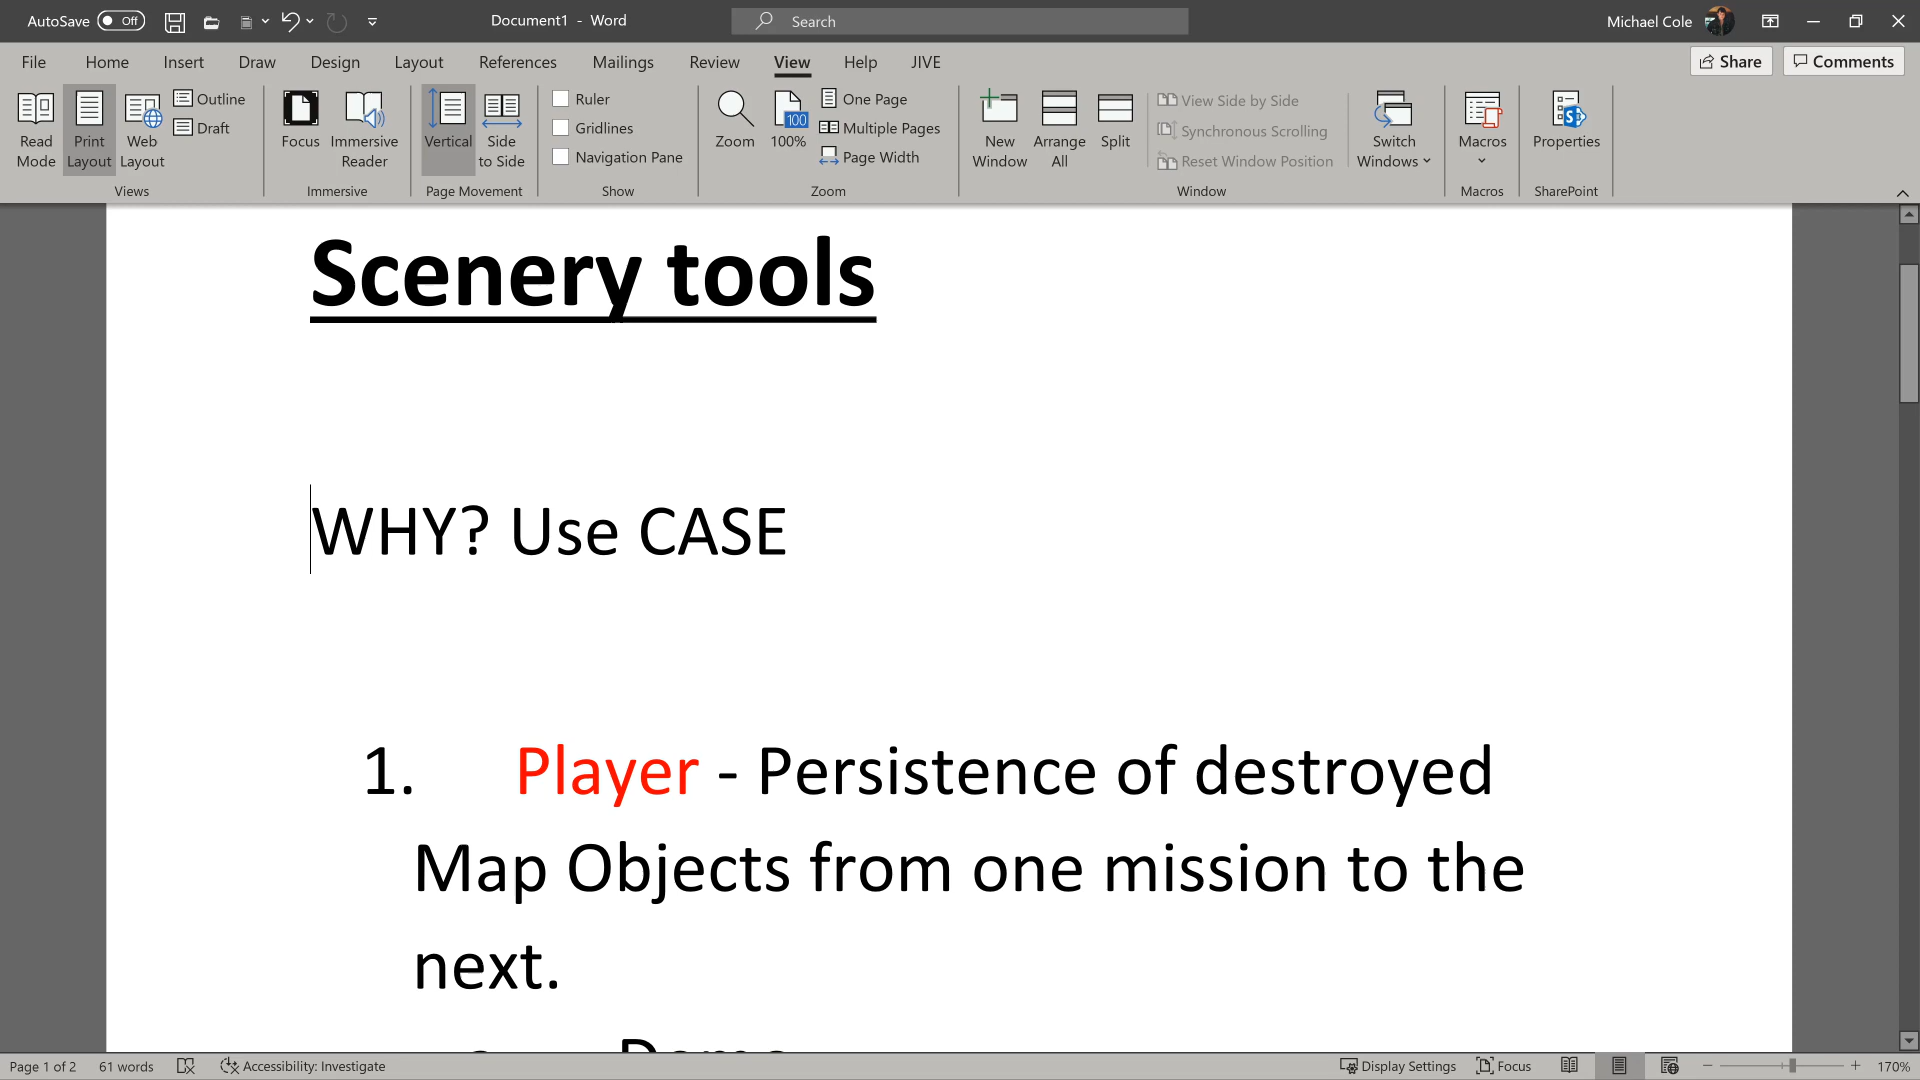 AutoSave Off Document1 - Word Search Michael Cole
File Home Insert Draw Design Layout References Mailings Review View Help JIVE Share Comments
Read Mode
Print Layout
Web Layout
Outline
Draft
Views
Focus
Immersive Reader
Immersive
Vertical
Side to Side
Page Movement
Ruler
Gridlines
Navigation Pane
Show
Zoom
100
100%
One Page
Multiple Pages
Page Width
Zoom
New Window
Arrange All
Split
View Side by Side
Synchronous Scrolling
Reset Window Position
Switch Windows
Window
Macros
Macros
Properties
SharePoint
Scenery tools
WHY? Use CASE
1. Player - Persistence of destroyed
Map Objects from one mission to the
next.
Page 1 of 2 61 words Accessibility: Investigate Display Settings Focus 170%